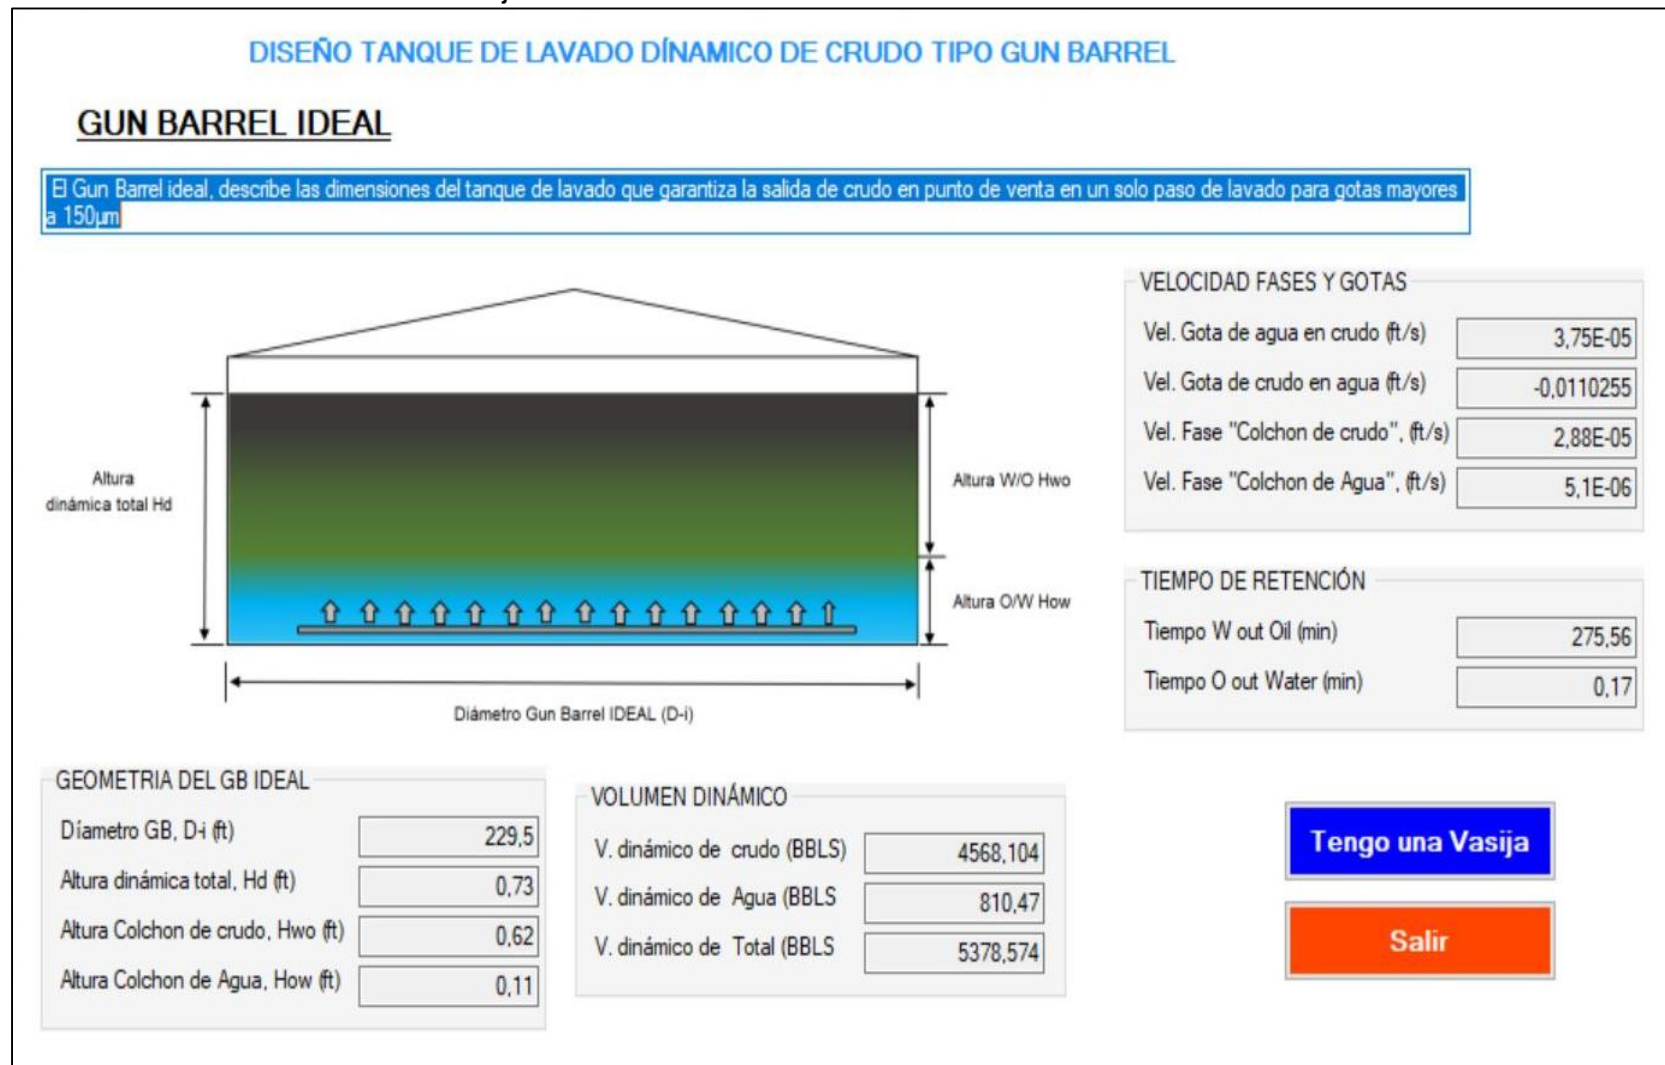 DISEÑO TANQUE DE LAVADO DÍNAMICO DE CRUDO TIPO GUN BARREL
GUN BARREL IDEAL
El Gun Barrel ideal, describe las dimensiones del tanque de lavado que garantiza la salida de crudo en punto de venta en un solo paso de lavado para gotas mayores
a 150µm
Altura
dinámica total Hd
Altura W/O Hwo
Altura O/W How
Diámetro Gun Barrel IDEAL (D-i)
VELOCIDAD FASES Y GOTAS
Vel. Gota de agua en crudo (ft/s) 3,75E-05
Vel. Gota de crudo en agua (ft/s) -0,0110255
Vel. Fase "Colchon de crudo", (ft/s) 2,88E-05
Vel. Fase "Colchon de Agua", (ft/s) 5,1E-06
TIEMPO DE RETENCIÓN
Tiempo W out Oil (min) 275,56
Tiempo O out Water (min) 0,17
GEOMETRIA DEL GB IDEAL
Díametro GB, D-i (ft) 229,5
Altura dinámica total, Hd (ft) 0,73
Altura Colchon de crudo, Hwo (ft) 0,62
Altura Colchon de Agua, How (ft) 0,11
VOLUMEN DINÁMICO
V. dinámico de crudo (BBLS) 4568,104
V. dinámico de Agua (BBLS 810,47
V. dinámico de Total (BBLS 5378,574
Tengo una Vasija
Salir